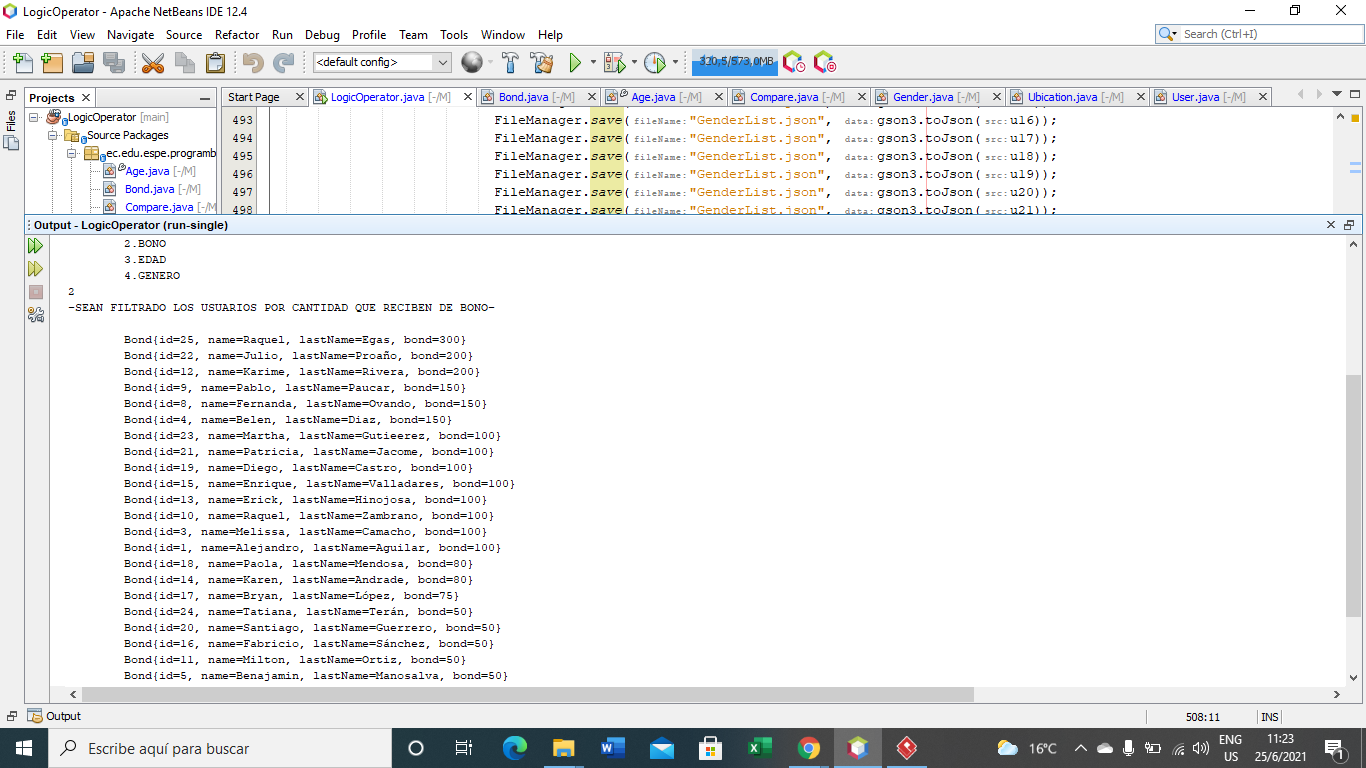 LogicOperator - Apache NetBeans IDE 12.4
File Edit View Navigate Source Refactor Run Debug Profile Team Tools Window Help
Search (Ctrl+I)
<default config>
320,5/573,0MB
Projects
Start Page LogicOperator.java [-/M] Bond.java [-/M] Age.java [-/M] Compare.java [-/M] Gender.java [-/M] Ubication.java [-/M] User.java [-/M]
Files
LogicOperator [main]
Source Packages
ec.edu.espe.programb
Age.java [-/M]
Bond.java [-/M]
Compare.java [-/M
493 FileManager.save(fileName:"GenderList.json", data:gson3.toJson(src:u16));
494 FileManager.save(fileName:"GenderList.json", data:gson3.toJson(src:u17));
495 FileManager.save(fileName:"GenderList.json", data:gson3.toJson(src:u18));
496 FileManager.save(fileName:"GenderList.json", data:gson3.toJson(src:u19));
497 FileManager.save(fileName:"GenderList.json", data:gson3.toJson(src:u20));
498 FileManager.save(fileName:"GenderList.json", data:gson3.toJson(src:u21));
Output - LogicOperator (run-single)
2.BONO
3.EDAD
4.GENERO
2
-SEAN FILTRADO LOS USUARIOS POR CANTIDAD QUE RECIBEN DE BONO-
Bond{id=25, name=Raquel, lastName=Egas, bond=300}
Bond{id=22, name=Julio, lastName=Proaño, bond=200}
Bond{id=12, name=Karime, lastName=Rivera, bond=200}
Bond{id=9, name=Pablo, lastName=Paucar, bond=150}
Bond{id=8, name=Fernanda, lastName=Ovando, bond=150}
Bond{id=4, name=Belen, lastName=Diaz, bond=150}
Bond{id=23, name=Martha, lastName=Gutieerez, bond=100}
Bond{id=21, name=Patricia, lastName=Jacome, bond=100}
Bond{id=19, name=Diego, lastName=Castro, bond=100}
Bond{id=15, name=Enrique, lastName=Valladares, bond=100}
Bond{id=13, name=Erick, lastName=Hinojosa, bond=100}
Bond{id=10, name=Raquel, lastName=Zambrano, bond=100}
Bond{id=3, name=Melissa, lastName=Camacho, bond=100}
Bond{id=1, name=Alejandro, lastName=Aguilar, bond=100}
Bond{id=18, name=Paola, lastName=Mendosa, bond=80}
Bond{id=14, name=Karen, lastName=Andrade, bond=80}
Bond{id=17, name=Bryan, lastName=López, bond=75}
Bond{id=24, name=Tatiana, lastName=Terán, bond=50}
Bond{id=20, name=Santiago, lastName=Guerrero, bond=50}
Bond{id=16, name=Fabricio, lastName=Sánchez, bond=50}
Bond{id=11, name=Milton, lastName=Ortiz, bond=50}
Bond{id=5, name=Benajamin, lastName=Manosalva, bond=50}
Output
508:11 INS
Escribe aquí para buscar
16°C
ENG
US
11:23
25/6/2021
1